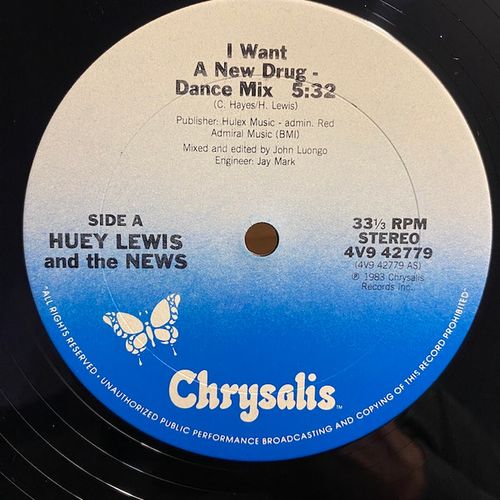 I Want
A New Drug -
Dance Mix 5:32
(C. Hayes/H. Lewis)
Publisher: Hulex Music - admin. Red
Admiral Music (BMI)
Mixed and edited by John Luongo
Engineer: Jay Mark
SIDE A
HUEY LEWIS
and the NEWS
33⅓ RPM
STEREO
4V9 42779
(4V9 42779 AS)
℗ 1983 Chrysalis
Records Inc.
Chrysalis™
"ALL RIGHTS RESERVED • UNAUTHORIZED PUBLIC PERFORMANCE BROADCASTING AND COPYING OF THIS RECORD PROHIBITED"